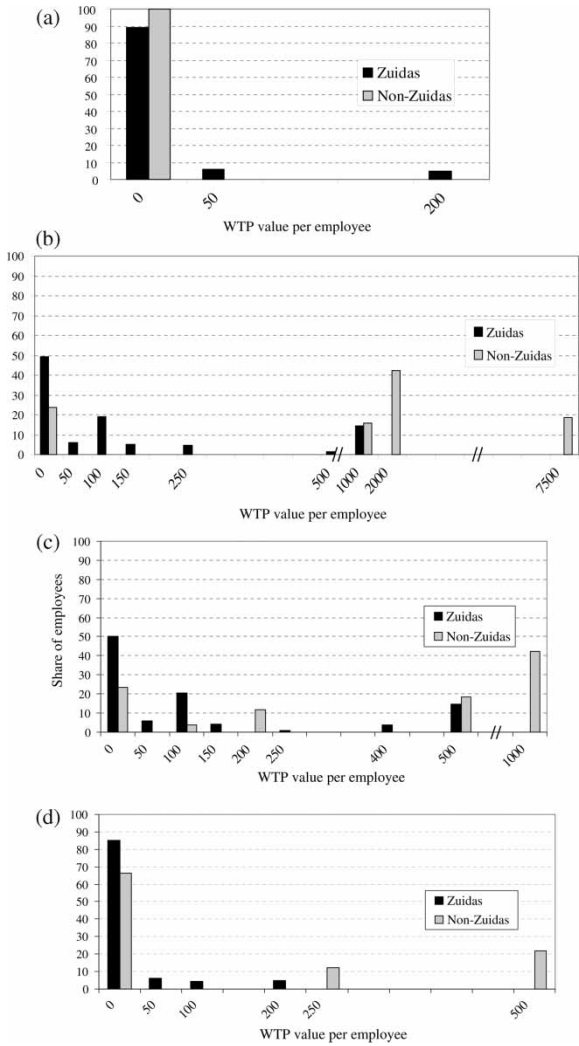 (a)
100
90
80
70
60
50
40
30
20
10
0
Zuidas
Non-Zuidas
0 50 200
WTP value per employee
(b)
100
90
80
70
60
50
40
30
20
10
0
Zuidas
Non-Zuidas
0 50 100 150 250 500 // 1000 2000 // 7500
WTP value per employee
(c)
Share of employees
100
90
80
70
60
50
40
30
20
10
0
Zuidas
Non-Zuidas
0 50 100 150 200 250 400 500 // 1000
WTP value per employee
(d)
100
90
80
70
60
50
40
30
20
10
0
Zuidas
Non-Zuidas
0 50 100 200 250 500
WTP value per employee